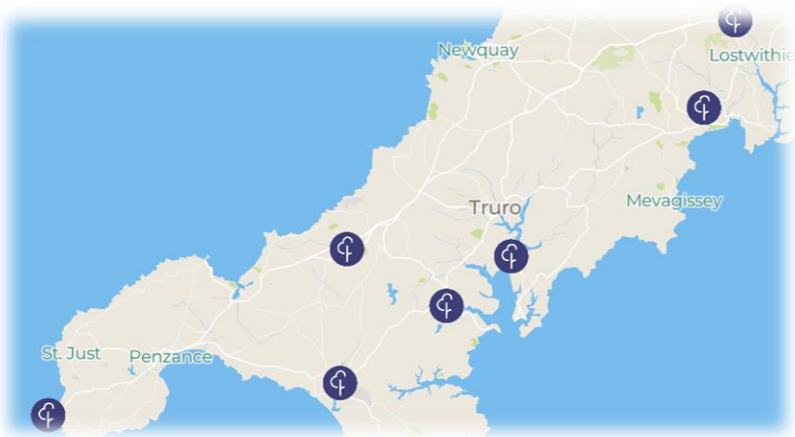 Newquay
Lostwithie
Truro
Mevagissey
St. Just
Penzance